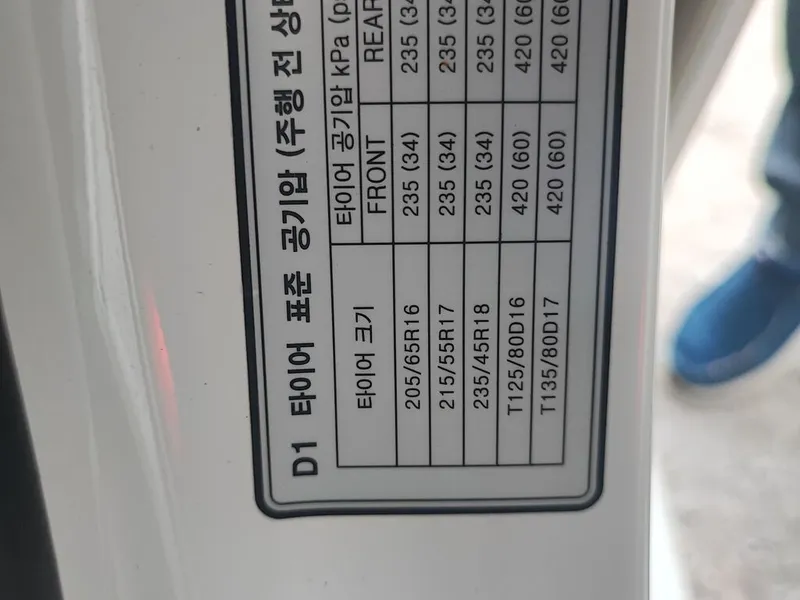 D1 타이어 표준 공기압 (주행 전 상태
타이어 크기 타이어 공기압 kPa
FRONT REAR
205/65R16 235 (34) 235 (34
215/55R17 235 (34) 235 (34
235/45R18 235 (34) 235 (34
T125/80D16 420 (60) 420 (60
T135/80D17 420 (60) 420 (60